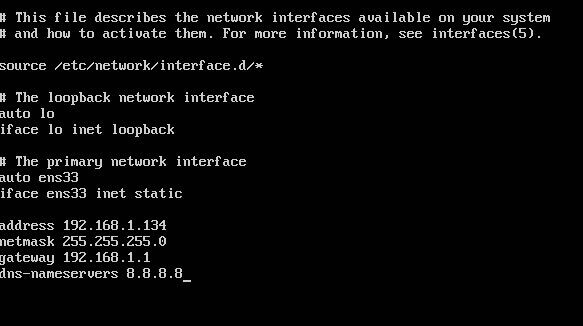 # This file describes the network interfaces available on your system
# and how to activate them. For more information, see interfaces(5).
source /etc/network/interface.d/*
# The loopback network interface
auto lo
iface lo inet loopback
# The primary network interface
auto ens33
iface ens33 inet static
address 192.168.1.134
netmask 255.255.255.0
gateway 192.168.1.1
dns-nameservers 8.8.8.8_